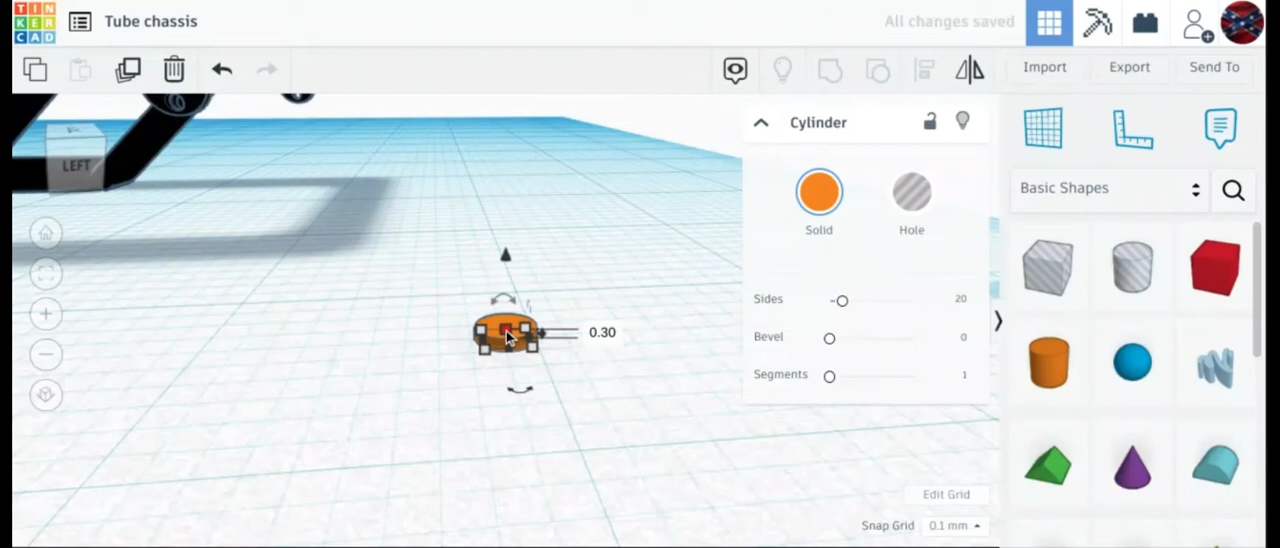 TIN
KER
CAD
Tube chassis
All changes saved
Import
Export
Send To
LEFT
Cylinder
Solid
Hole
Sides
20
Bevel
0
Segments
1
0.30
Basic Shapes
Edit Grid
Snap Grid
0.1 mm